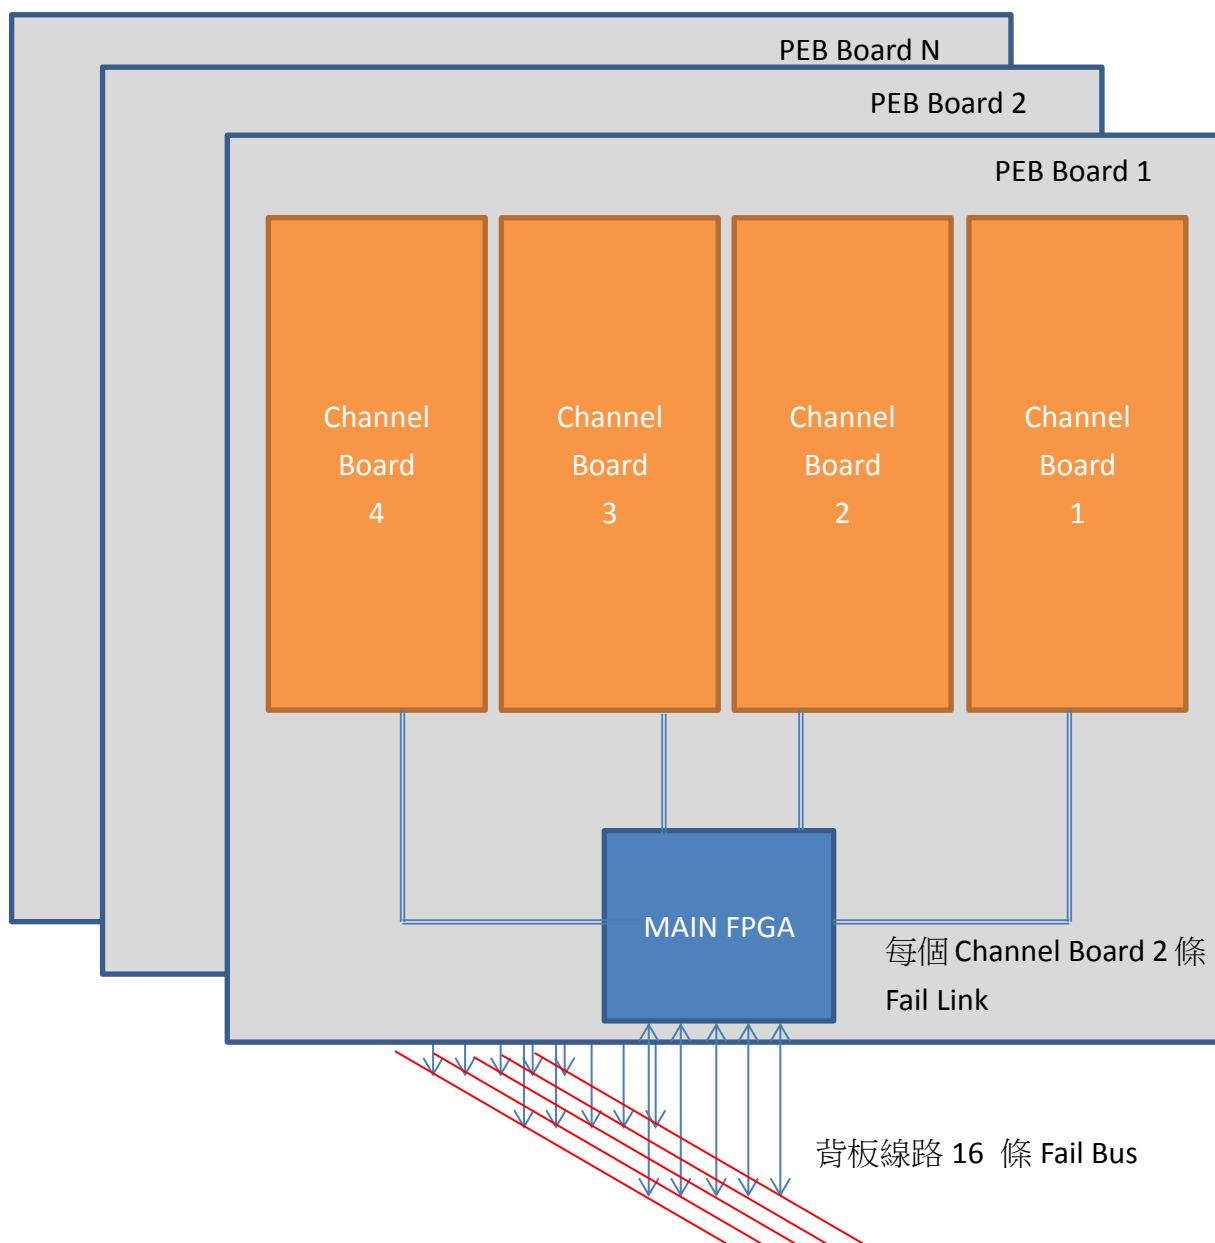 PEB Board N
PEB Board 2
PEB Board 1
Channel
Board
4
Channel
Board
3
Channel
Board
2
Channel
Board
1
MAIN FPGA
每個 Channel Board 2 條
Fail Link
背板線路 16 條 Fail Bus